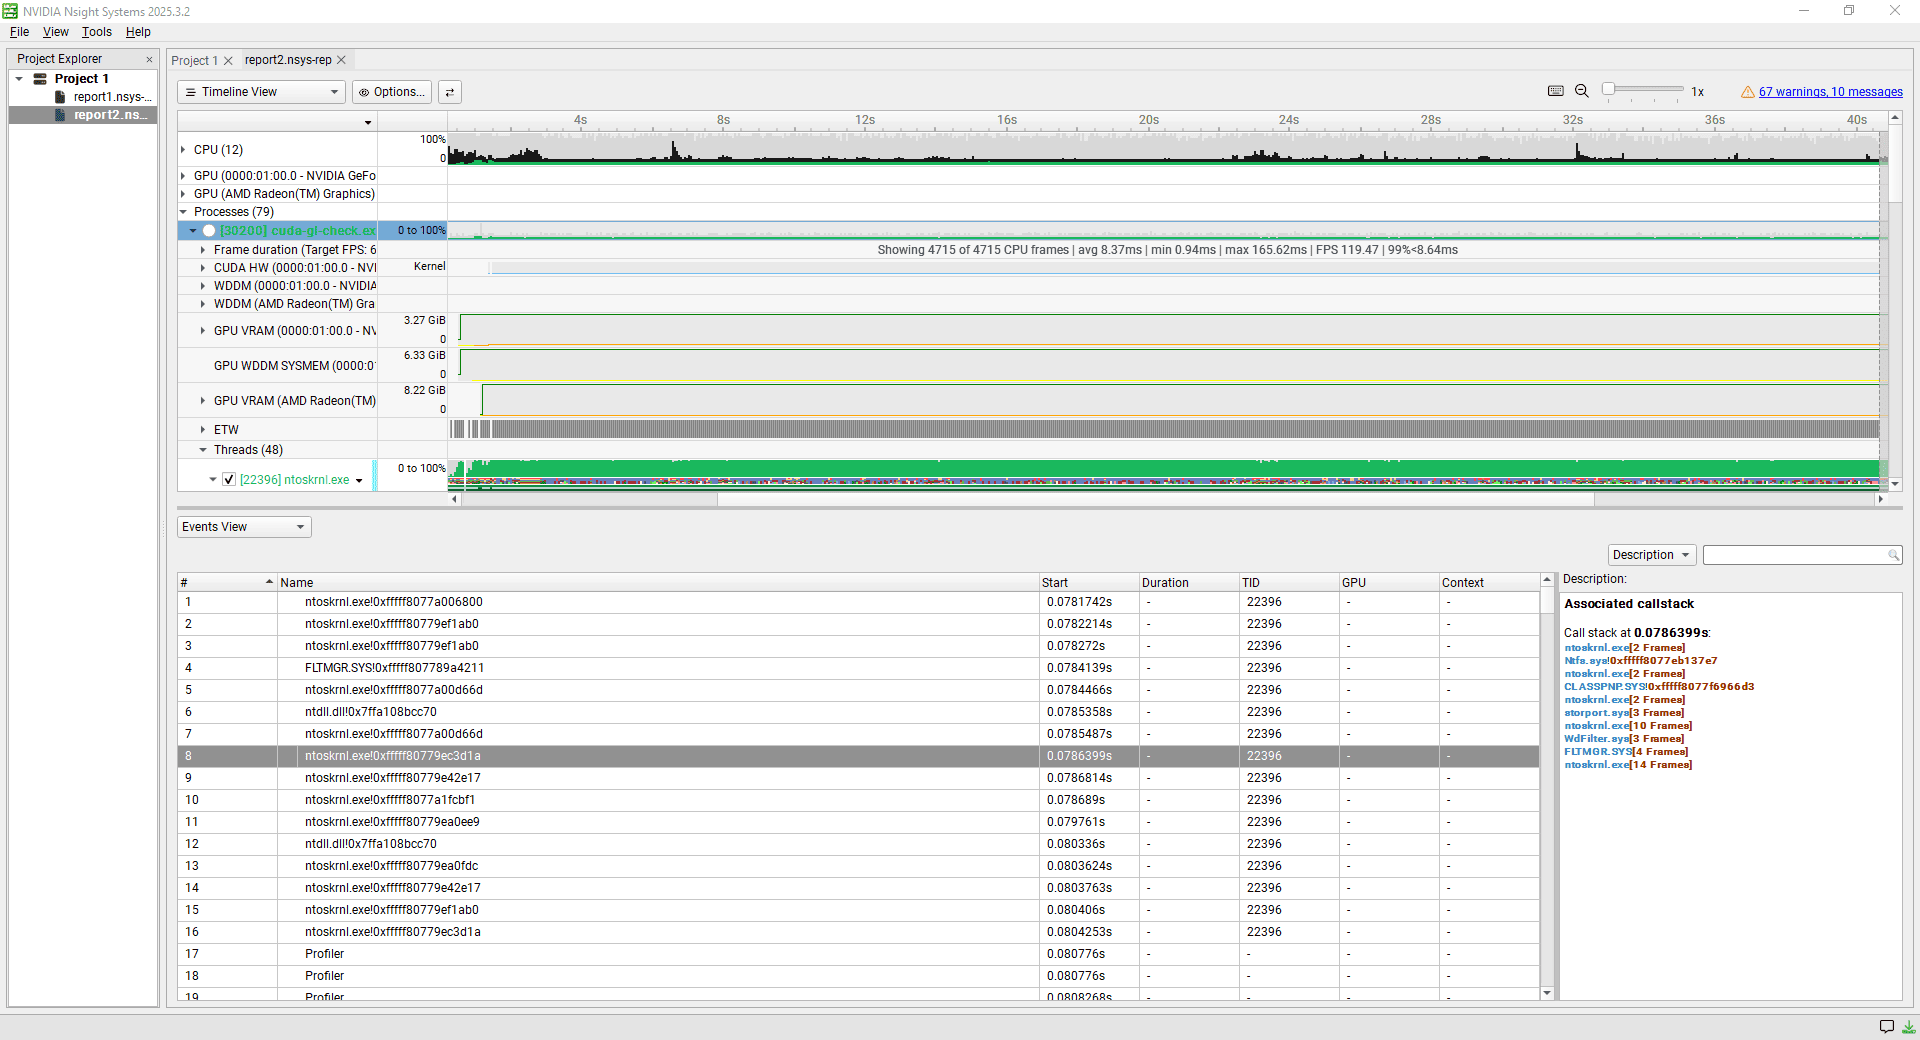 NVIDIA Nsight Systems 2025.3.2
File View Tools Help
Project Explorer
Project 1
report1.nsys-...
report2.ns...
Project 1
report2.nsys-rep
Timeline View
Options...
1x
67 warnings, 10 messages
4s 8s 12s 16s 20s 24s 28s 32s 36s 40s
CPU (12)
100%
0
GPU (0000:01:00.0 - NVIDIA GeFo
GPU (AMD Radeon(TM) Graphics)
Processes (79)
[30200] cuda-gl-check.ex
0 to 100%
Frame duration (Target FPS: 6
Showing 4715 of 4715 CPU frames | avg 8.37ms | min 0.94ms | max 165.62ms | FPS 119.47 | 99%<8.64ms
CUDA HW (0000:01:00.0 - NVI
Kernel
WDDM (0000:01:00.0 - NVIDIA
WDDM (AMD Radeon(TM) Gra
GPU VRAM (0000:01:00.0 - NV
3.27 GiB
0
GPU WDDM SYSMEM (0000:0
6.33 GiB
0
GPU VRAM (AMD Radeon(TM)
8.22 GiB
0
ETW
Threads (48)
[22396] ntoskrnl.exe
0 to 100%
Events View
Description
# Name Start Duration TID GPU Context
1 ntoskrnl.exe!0xfffff8077a006800 0.0781742s - 22396 - -
2 ntoskrnl.exe!0xfffff80779ef1ab0 0.0782214s - 22396 - -
3 ntoskrnl.exe!0xfffff80779ef1ab0 0.078272s - 22396 - -
4 FLTMGR.SYS!0xfffff807789a4211 0.0784139s - 22396 - -
5 ntoskrnl.exe!0xfffff8077a00d66d 0.0784466s - 22396 - -
6 ntdll.dll!0x7ffa108bcc70 0.0785358s - 22396 - -
7 ntoskrnl.exe!0xfffff8077a00d66d 0.0785487s - 22396 - -
8 ntoskrnl.exe!0xfffff80779ec3d1a 0.0786399s - 22396 - -
9 ntoskrnl.exe!0xfffff80779e42e17 0.0786814s - 22396 - -
10 ntoskrnl.exe!0xfffff8077a1fcbf1 0.078689s - 22396 - -
11 ntoskrnl.exe!0xfffff80779ea0ee9 0.079761s - 22396 - -
12 ntdll.dll!0x7ffa108bcc70 0.080336s - 22396 - -
13 ntoskrnl.exe!0xfffff80779ea0fdc 0.0803624s - 22396 - -
14 ntoskrnl.exe!0xfffff80779e42e17 0.0803763s - 22396 - -
15 ntoskrnl.exe!0xfffff80779ef1ab0 0.080406s - 22396 - -
16 ntoskrnl.exe!0xfffff80779ec3d1a 0.0804253s - 22396 - -
17 Profiler 0.080776s - - - -
18 Profiler 0.080776s - - - -
19 Profiler 0.0808268s - - - -
Description:
Associated callstack
Call stack at 0.0786399s:
ntoskrnl.exe[2 Frames]
Ntfs.sys!0xfffff8077eb137e7
ntoskrnl.exe[2 Frames]
CLASSPNP.SYS!0xfffff8077f6966d3
ntoskrnl.exe[2 Frames]
storport.sys[3 Frames]
ntoskrnl.exe[10 Frames]
WdFilter.sys[3 Frames]
FLTMGR.SYS[4 Frames]
ntoskrnl.exe[14 Frames]